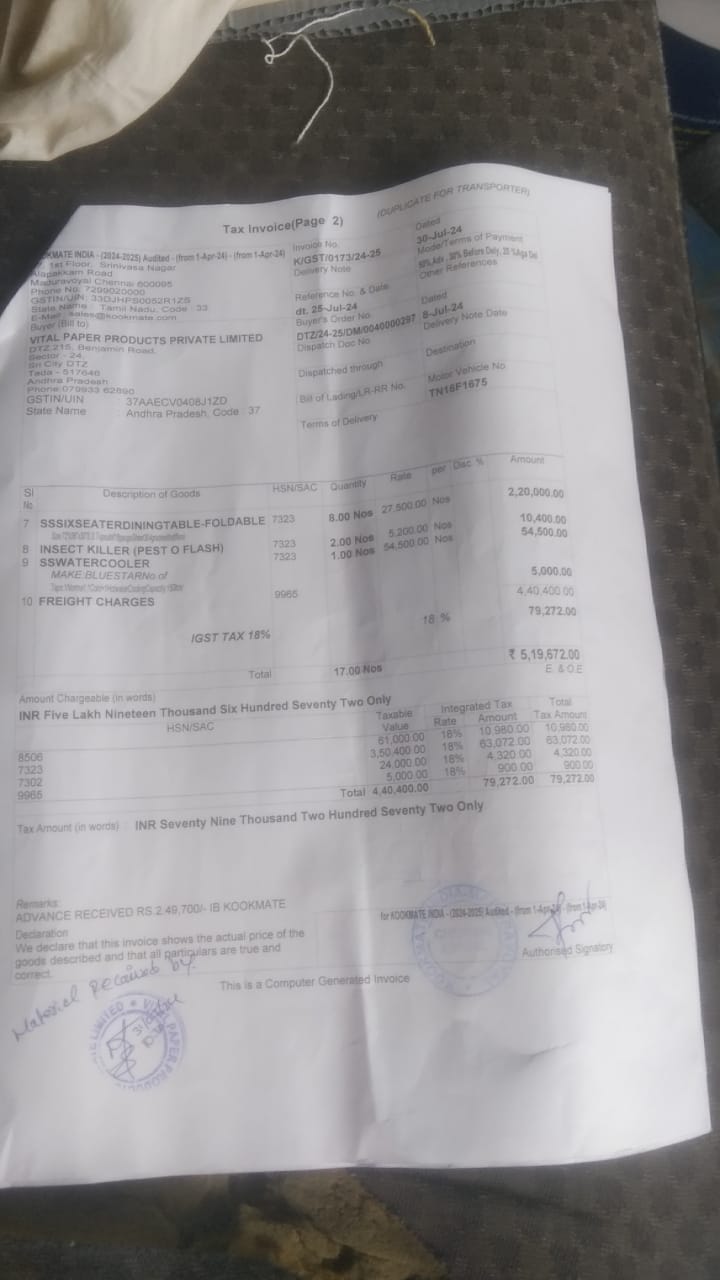 Tax Invoice(Page 2)
(DUPLICATE FOR TRANSPORTER)
OKMATE INDIA - (2024-2025) Audited - (from 1-Apr-24) - (from 1-Apr-24)
1st Floor, Srinivasa Nagar
Alapakkam Road
Maduravoyal Chennai 600095
Phone No: 7299020000
GSTIN/UIN: 33DJHPS0052R1ZS
State Name : Tamil Nadu, Code : 33
E-Mail : sales@kookmate.com
Buyer (Bill to)
VITAL PAPER PRODUCTS PRIVATE LIMITED
DTZ,215, Benjamin Road,
Sector - 24,
Sri City DTZ
Tada - 517646
Andhra Pradesh
Phone:079933 62890
GSTIN/UIN 37AAECV0408J1ZD
State Name Andhra Pradesh, Code : 37
Invoice No. Dated
K/GST/0173/24-25 30-Jul-24
Delivery Note Mode/Terms of Payment
50%Adv , 30% Before Dely, 20 %Aga Del
Reference No. & Date. Other References
dt. 25-Jul-24
Buyer's Order No. Dated
DTZ/24-25/DM/0040000297 8-Jul-24
Dispatch Doc No. Delivery Note Date
Dispatched through Destination
Bill of Lading/LR-RR No. Motor Vehicle No.
TN16F1675
Terms of Delivery
Sl No. Description of Goods HSN/SAC Quantity Rate per Disc. % Amount
7 SSSIXSEATERDININGTABLE-FOLDABLE 7323 8.00 Nos 27,500.00 Nos 2,20,000.00
8 INSECT KILLER (PEST O FLASH) 7323 2.00 Nos 5,200.00 Nos 10,400.00
9 SSWATERCOOLER 7323 1.00 Nos 54,500.00 Nos 54,500.00
MAKE:BLUESTARNo.of
10 FREIGHT CHARGES 9965 5,000.00
4,40,400.00
IGST TAX 18% 18 % 79,272.00
Total 17.00 Nos ₹ 5,19,672.00
E. & O.E
Amount Chargeable (in words)
INR Five Lakh Nineteen Thousand Six Hundred Seventy Two Only
HSN/SAC Taxable Value Integrated Tax Rate Amount Total Tax Amount
8506 61,000.00 18% 10,980.00 10,980.00
7323 3,50,400.00 18% 63,072.00 63,072.00
7302 24,000.00 18% 4,320.00 4,320.00
9965 5,000.00 18% 900.00 900.00
Total 4,40,400.00 79,272.00 79,272.00
Tax Amount (in words) : INR Seventy Nine Thousand Two Hundred Seventy Two Only
Remarks:
ADVANCE RECEIVED RS.2,49,700/- IB KOOKMATE
Declaration
We declare that this invoice shows the actual price of the
goods described and that all particulars are true and
correct.
for KOOKMATE INDIA - (2024-2025) Audited - (from 1-Apr-24) - (from 1-Apr-24)
Authorised Signatory
This is a Computer Generated Invoice
Material received by: